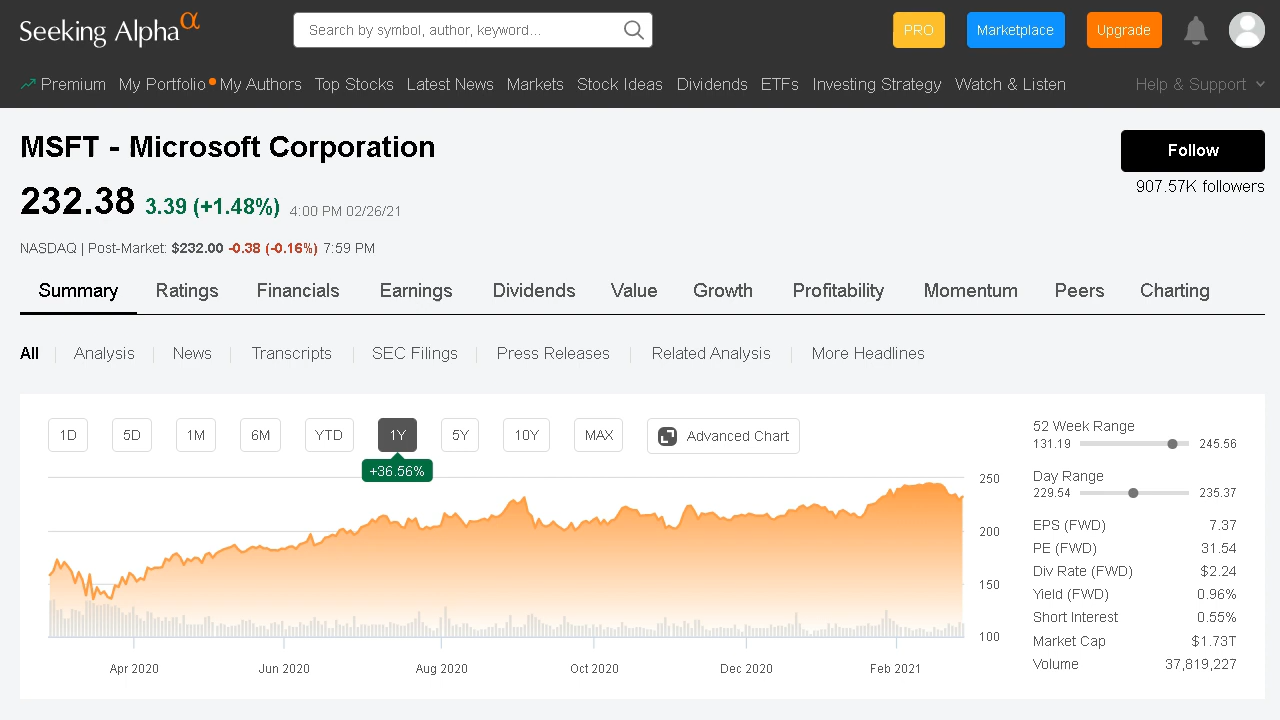 Seeking Alpha α
Search by symbol, author, keyword...
PRO
Marketplace
Upgrade
Premium My Portfolio My Authors Top Stocks Latest News Markets Stock Ideas Dividends ETFs Investing Strategy Watch & Listen Help & Support
MSFT - Microsoft Corporation
Follow
907.57K followers
232.38 3.39 (+1.48%) 4:00 PM 02/26/21
NASDAQ | Post-Market: $232.00 -0.38 (-0.16%) 7:59 PM
Summary Ratings Financials Earnings Dividends Value Growth Profitability Momentum Peers Charting
All Analysis News Transcripts SEC Filings Press Releases Related Analysis More Headlines
1D 5D 1M 6M YTD 1Y 5Y 10Y MAX Advanced Chart
+36.56%
250
200
150
100
Apr 2020 Jun 2020 Aug 2020 Oct 2020 Dec 2020 Feb 2021
52 Week Range
131.19 245.56
Day Range
229.54 235.37
EPS (FWD) 7.37
PE (FWD) 31.54
Div Rate (FWD) $2.24
Yield (FWD) 0.96%
Short Interest 0.55%
Market Cap $1.73T
Volume 37,819,227